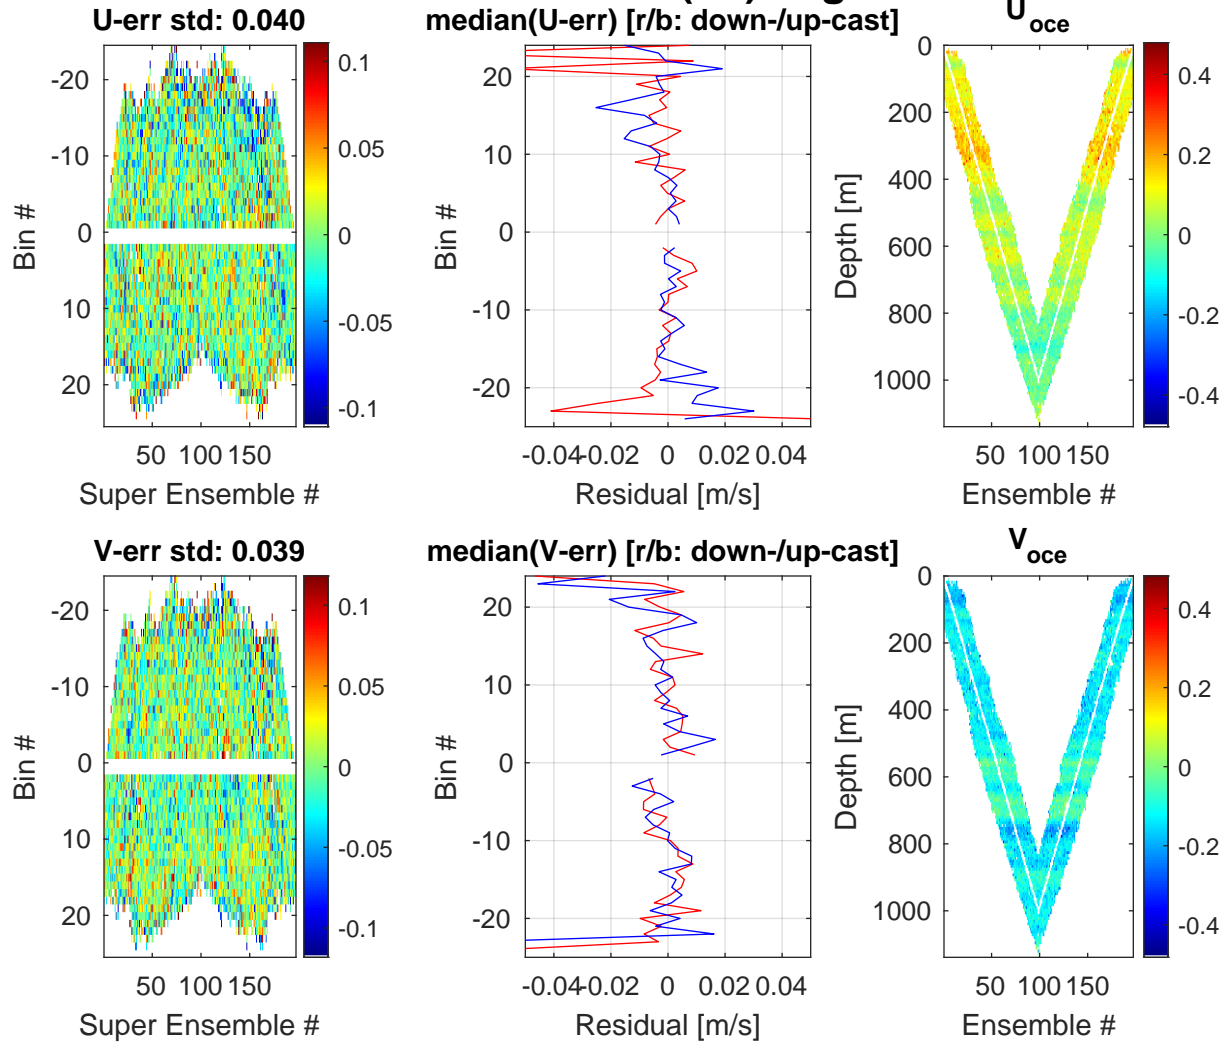 U-err std: 0.040
median(U-err) [r/b: down-/up-cast]
U_oce
-20
-10
0
10
20
Bin #
50 100 150
Super Ensemble #
0.1
0.05
0
-0.05
-0.1
20
10
0
-10
-20
Bin #
-0.04 -0.02 0 0.02 0.04
Residual [m/s]
0
200
400
600
800
1000
Depth [m]
50 100 150
Ensemble #
0.4
0.2
0
-0.2
-0.4
V-err std: 0.039
median(V-err) [r/b: down-/up-cast]
V_oce
-20
-10
0
10
20
Bin #
50 100 150
Super Ensemble #
0.1
0.05
0
-0.05
-0.1
20
10
0
-10
-20
Bin #
-0.04 -0.02 0 0.02 0.04
Residual [m/s]
0
200
400
600
800
1000
Depth [m]
50 100 150
Ensemble #
0.4
0.2
0
-0.2
-0.4